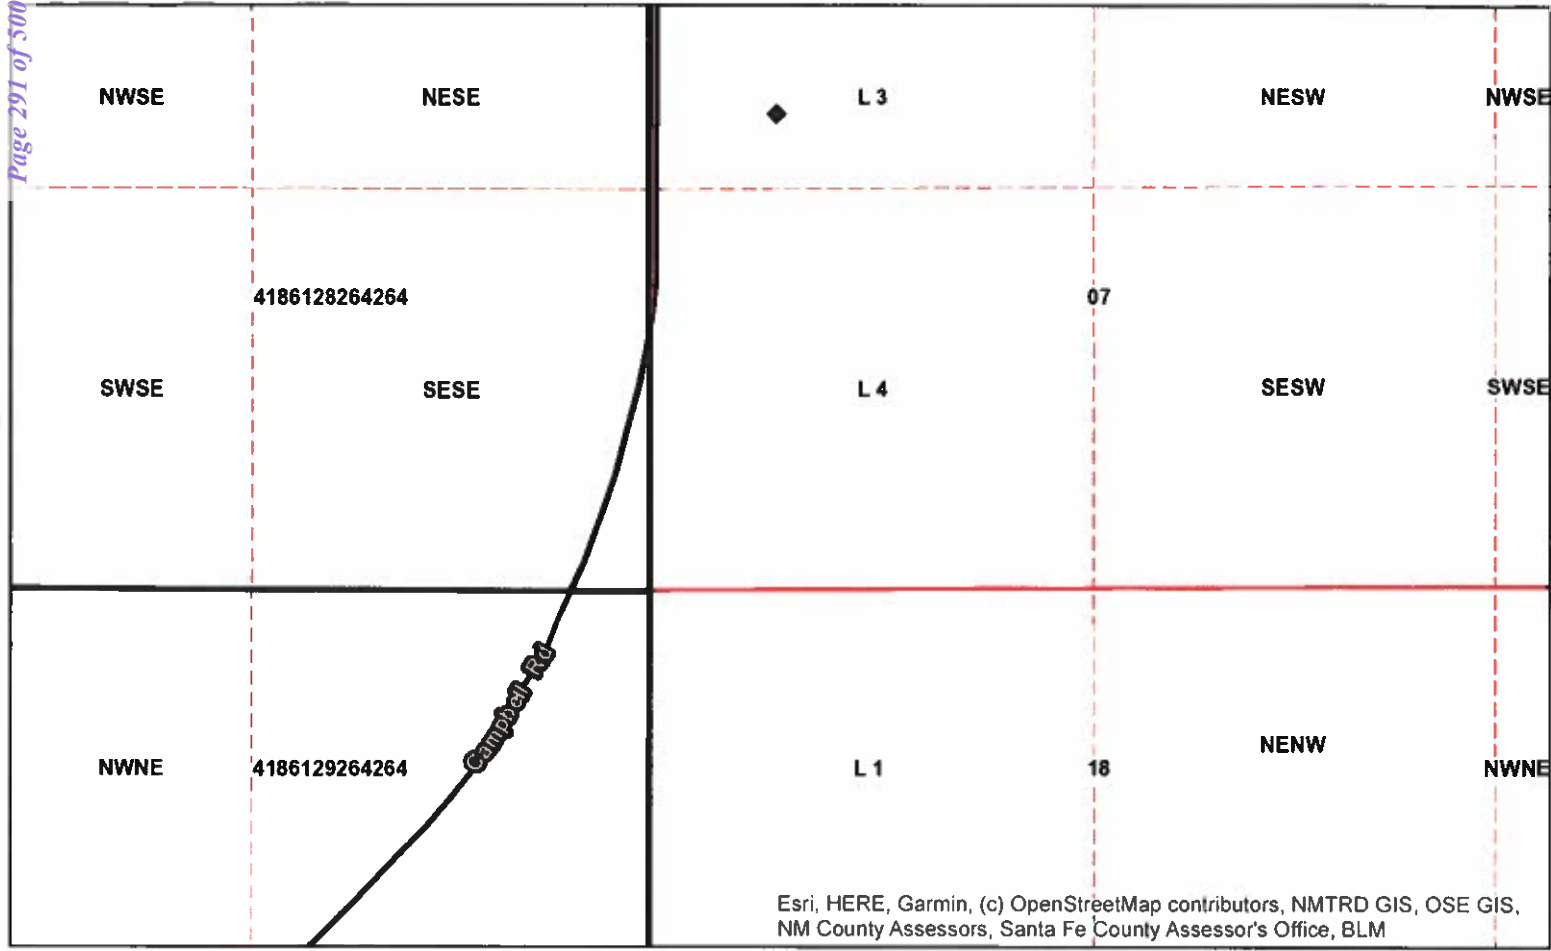 Page 291 of 500
NWSE NESE L 3 NESW NWSE
4186128264264 07
SWSE SESE L 4 SESW SWSE
Campbell Rd
NENW
NWNE 4186129264264 L 1 18 NWNE
Esri, HERE, Garmin, (c) OpenStreetMap contributors, NMTRD GIS, OSE GIS,
NM County Assessors, Santa Fe County Assessor's Office, BLM